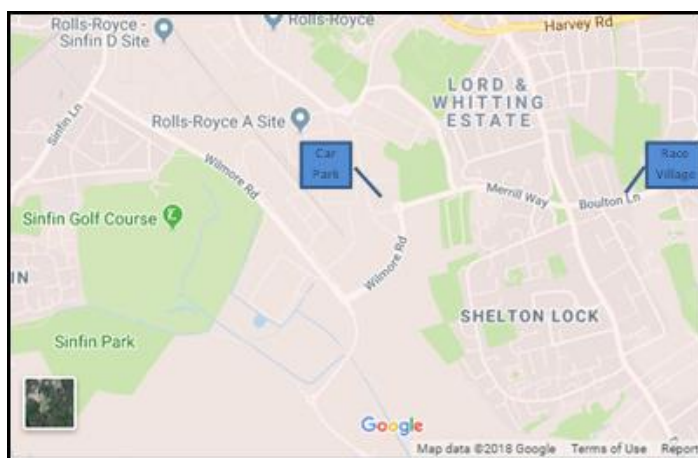 Rolls-Royce -
Sinfin D Site
Rolls-Royce
Harvey Rd
LORD &
WHITTING
ESTATE
Sinfin Ln
Rolls-Royce A Site
Car
Park
Race
Village
Wilmore Rd
Merrill Way
Boulton Ln
Sinfin Golf Course
IN
Wilmore Rd
SHELTON LOCK
Sinfin Park
Google
Map data ©2018 Google Terms of Use Report